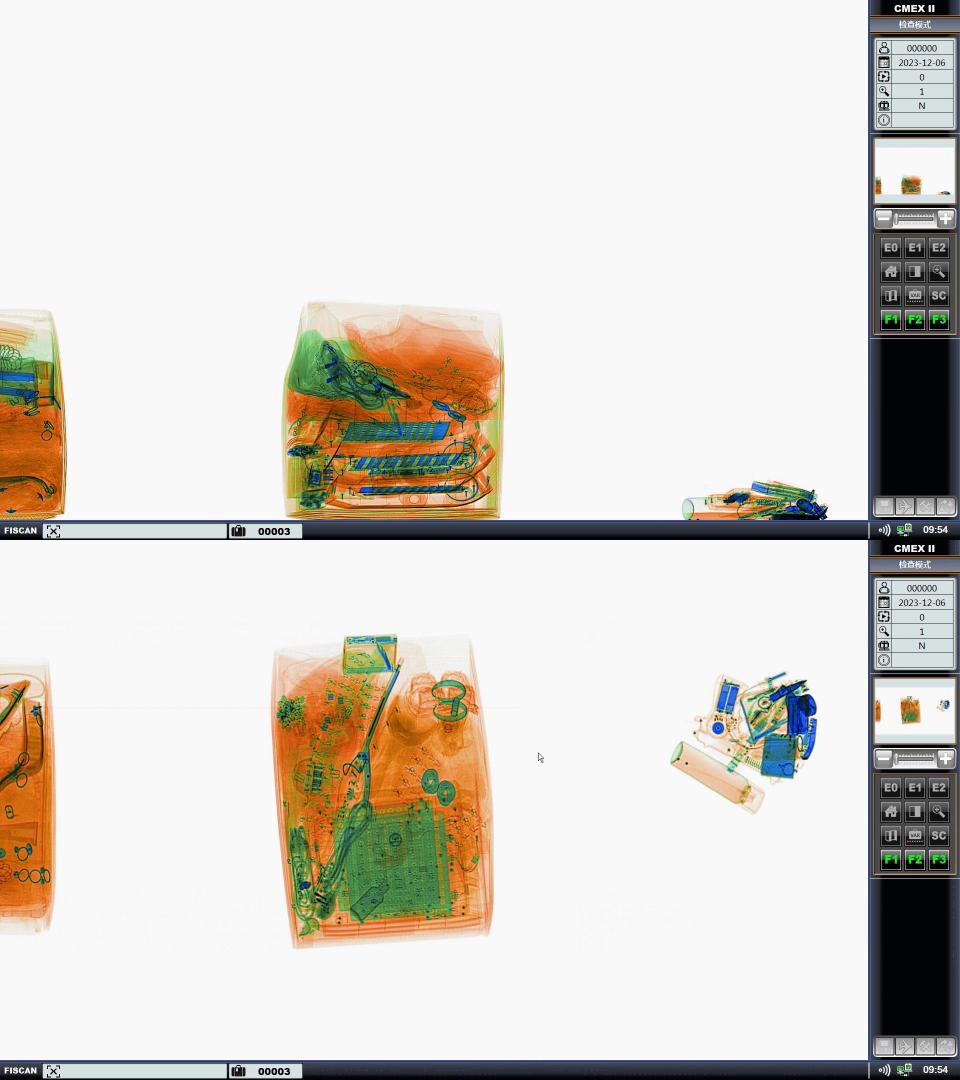 CMEX II
检查模式
000000
2023-12-06
0
1
N
E0 E1 E2
VAR SC
F1 F2 F3
FISCAN 00003 09:54
CMEX II
检查模式
000000
2023-12-06
0
1
N
E0 E1 E2
VAR SC
F1 F2 F3
FISCAN 00003 09:54